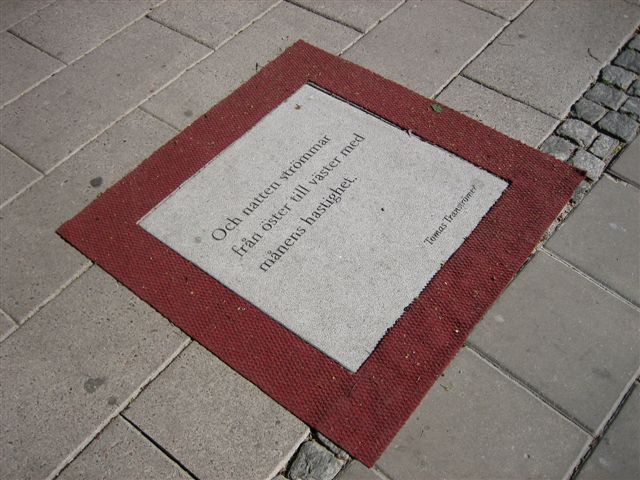 Och natten strömmar
från öster till väster med
månens hastighet.
Tomas Tranströmer